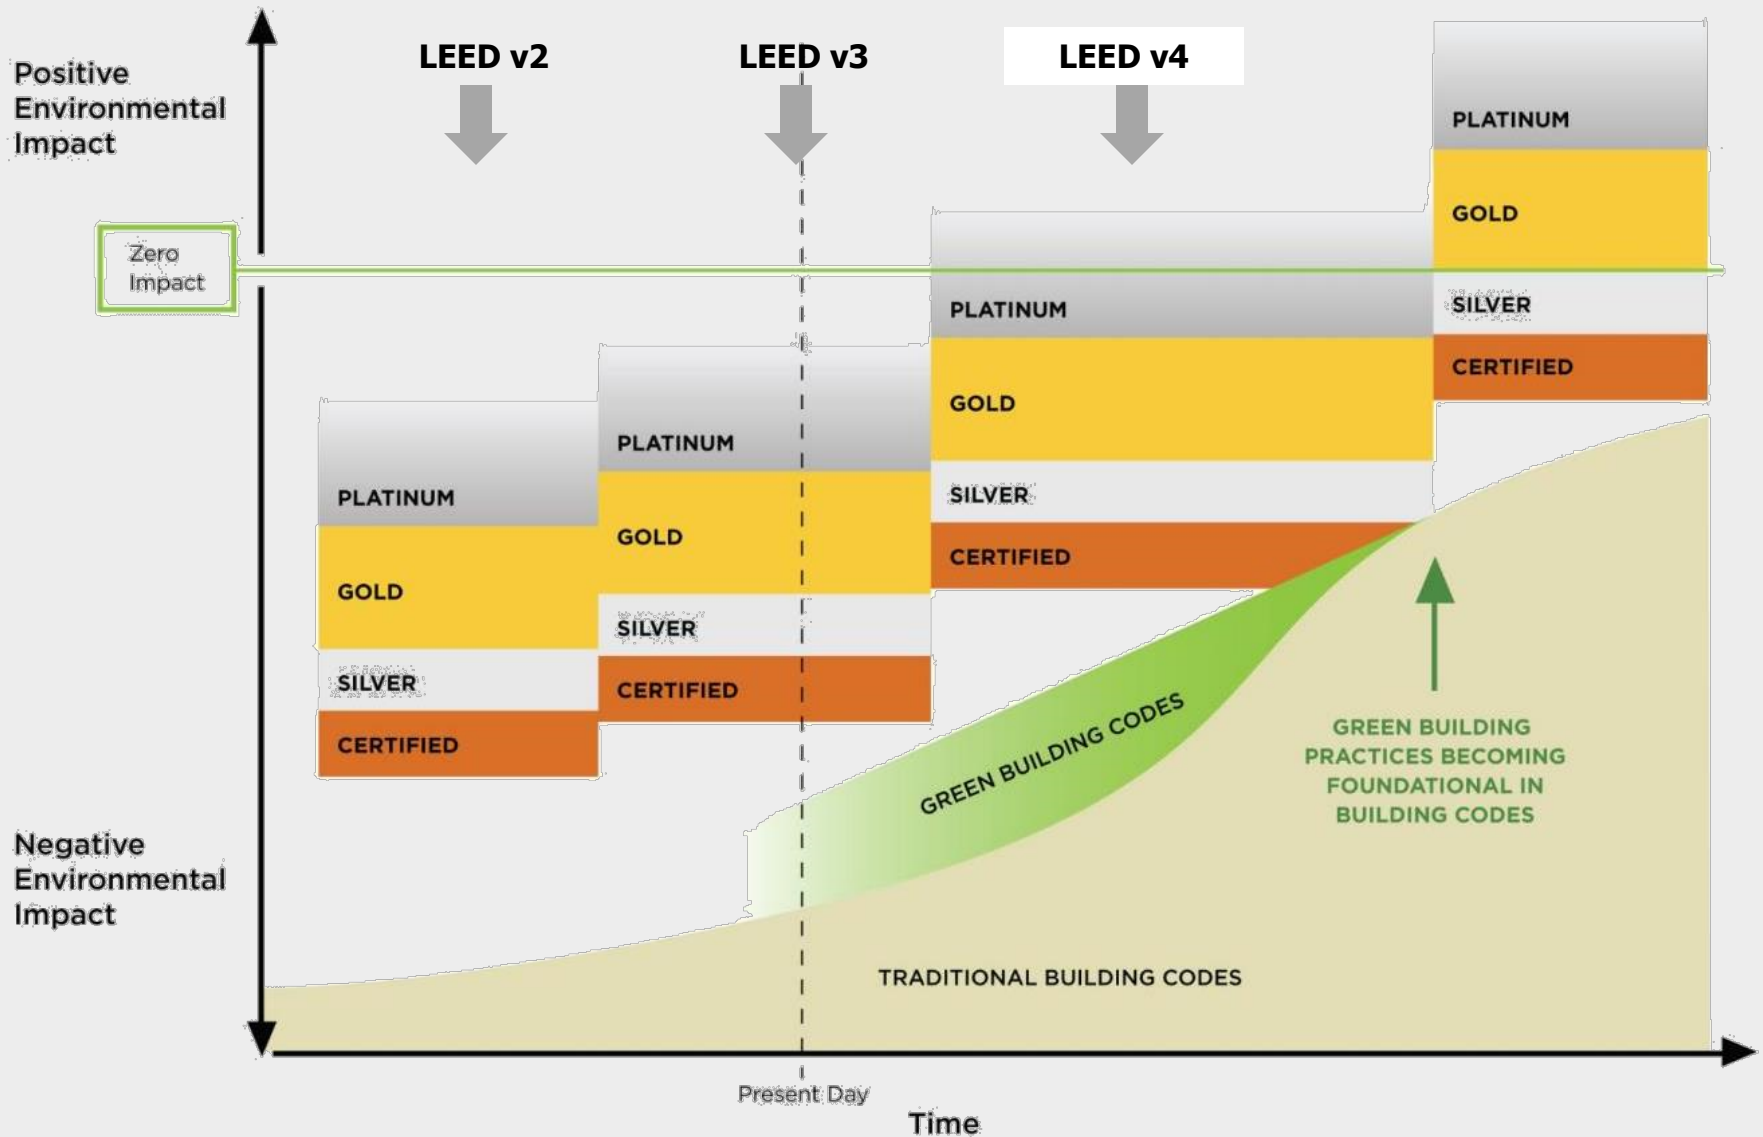 LEED v2
LEED v3
LEED v4
Positive
Environmental
Impact
Zero
Impact
Negative
Environmental
Impact
PLATINUM
GOLD
SILVER
CERTIFIED
PLATINUM
GOLD
SILVER
CERTIFIED
PLATINUM
GOLD
SILVER
CERTIFIED
PLATINUM
GOLD
SILVER
CERTIFIED
GREEN BUILDING CODES
GREEN BUILDING
PRACTICES BECOMING
FOUNDATIONAL IN
BUILDING CODES
TRADITIONAL BUILDING CODES
Present Day
Time